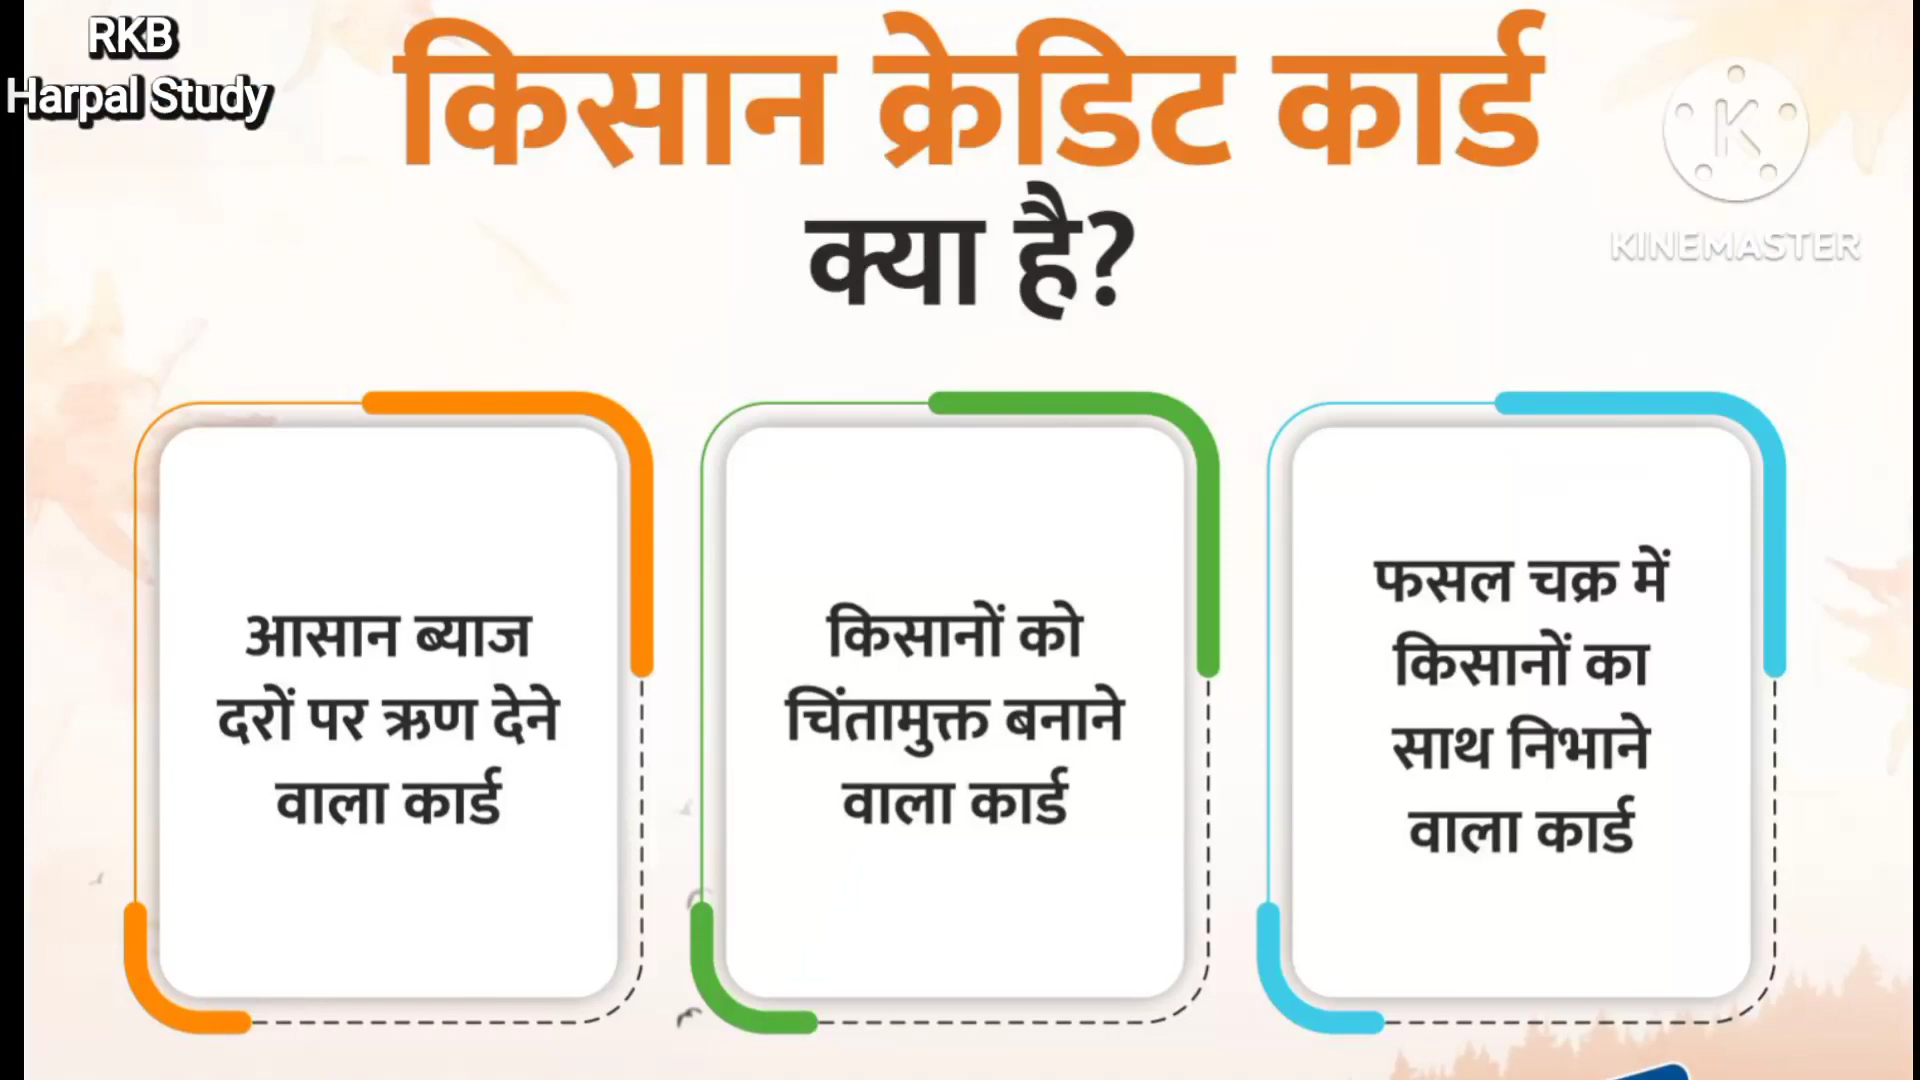 RKB
Harpal Study
किसान क्रेडिट कार्ड
क्या है?
KINEMASTER
आसान ब्याज
दरों पर ऋण देने
वाला कार्ड
किसानों को
चिंतामुक्त बनाने
वाला कार्ड
फसल चक्र में
किसानों का
साथ निभाने
वाला कार्ड